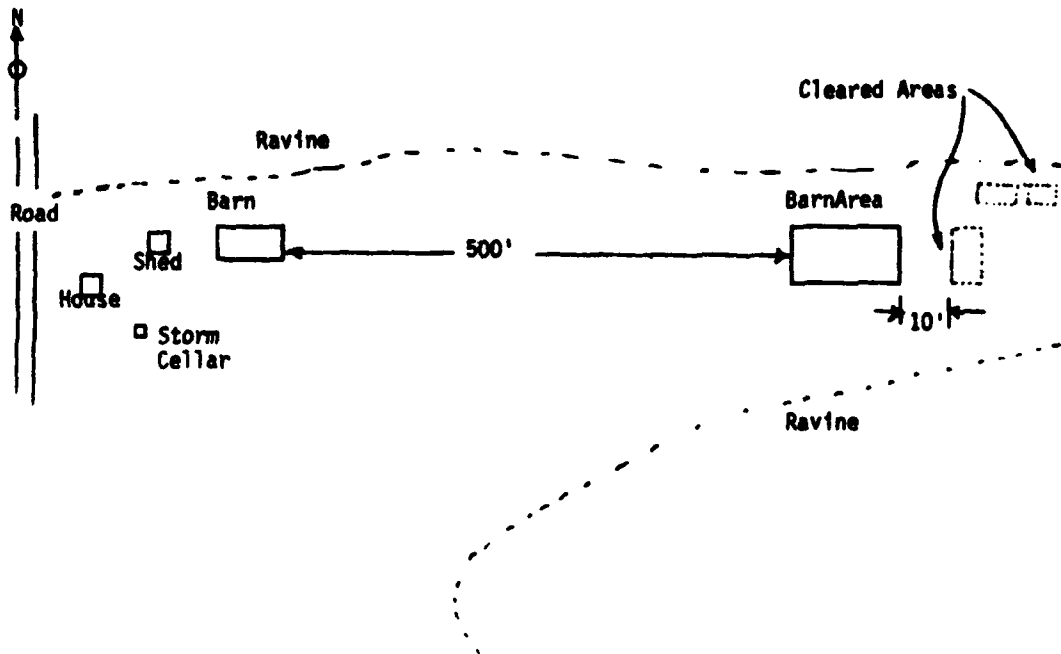 N
Cleared Areas
Ravine
Road
Barn
BarnArea
Shed
500'
House
10'
Storm
Cellar
Ravine